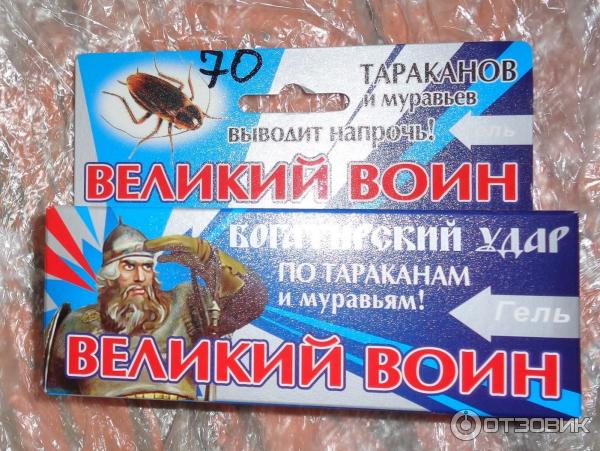 70
ТАРАКАНОВ
и муравьев
выводит напрочь!
Гель
ВЕЛИКИЙ ВОИН
БОГАТЫРСКИЙ УДАР
ПО ТАРАКАНАМ
и муравьям!
Гель
ВЕЛИКИЙ ВОИН
ОТЗОВИК